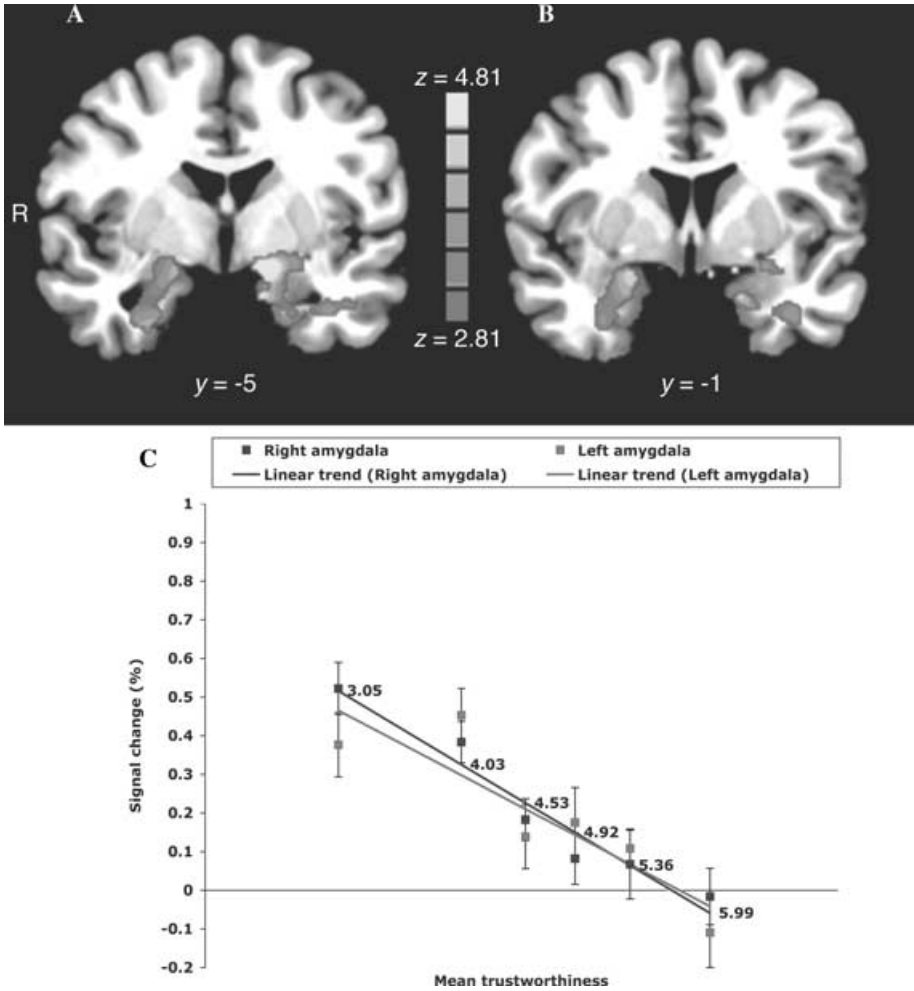 A
B
z = 4.81
R
z = 2.81
y = -5
y = -1
C
Right amygdala
Left amygdala
Linear trend (Right amygdala)
Linear trend (Left amygdala)
1
0.9
0.8
0.7
0.6
0.5
0.4
0.3
0.2
0.1
0
-0.1
-0.2
Signal change (%)
3.05
4.03
4.53
4.92
5.36
5.99
Mean trustworthiness